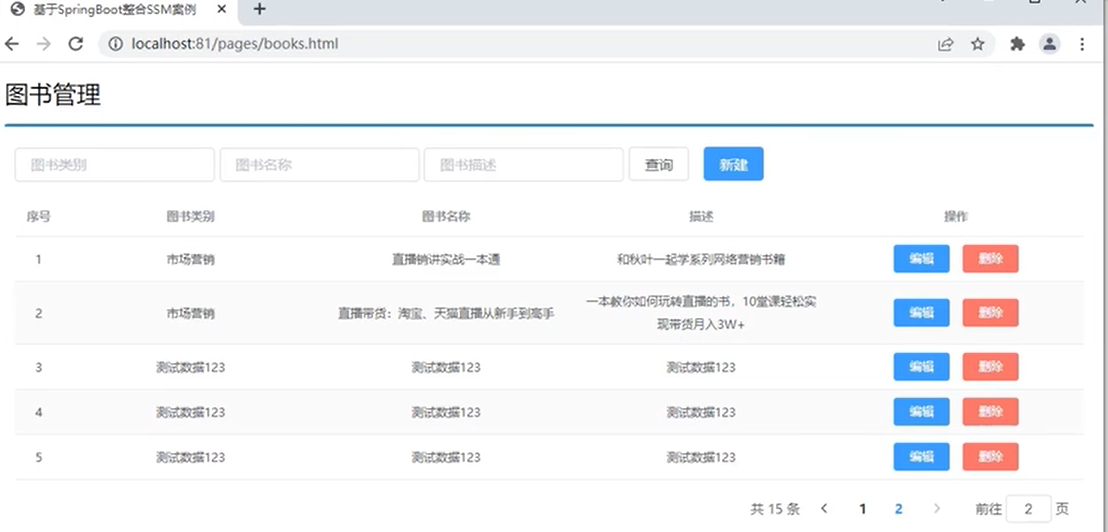 基于SpringBoot整合SSM案例
localhost:81/pages/books.html
图书管理
图书类别 图书名称 图书描述 查询 新建
序号 图书类别 图书名称 描述 操作
1 市场营销 直播销讲实战一本通 和秋叶一起学系列网络营销书籍 编辑 删除
2 市场营销 直播带货：淘宝、天猫直播从新手到高手 一本教你如何玩转直播的书，10堂课轻松实
现带货月入3W+ 编辑 删除
3 测试数据123 测试数据123 测试数据123 编辑 删除
4 测试数据123 测试数据123 测试数据123 编辑 删除
5 测试数据123 测试数据123 测试数据123 编辑 删除
共 15 条 1 2 前往 2 页